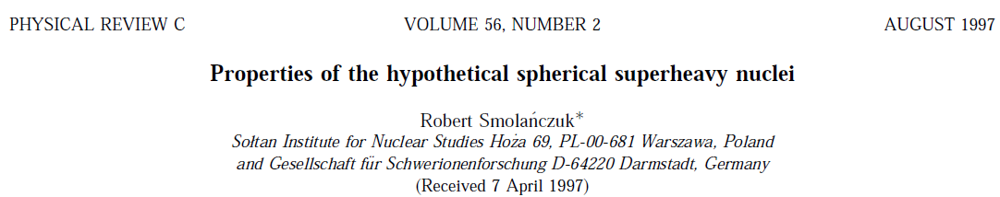 PHYSICAL REVIEW C VOLUME 56, NUMBER 2 AUGUST 1997
Properties of the hypothetical spherical superheavy nuclei
Robert Smolańczuk*
Sołtan Institute for Nuclear Studies Hoża 69, PL-00-681 Warszawa, Poland
and Gesellschaft für Schwerionenforschung D-64220 Darmstadt, Germany
(Received 7 April 1997)